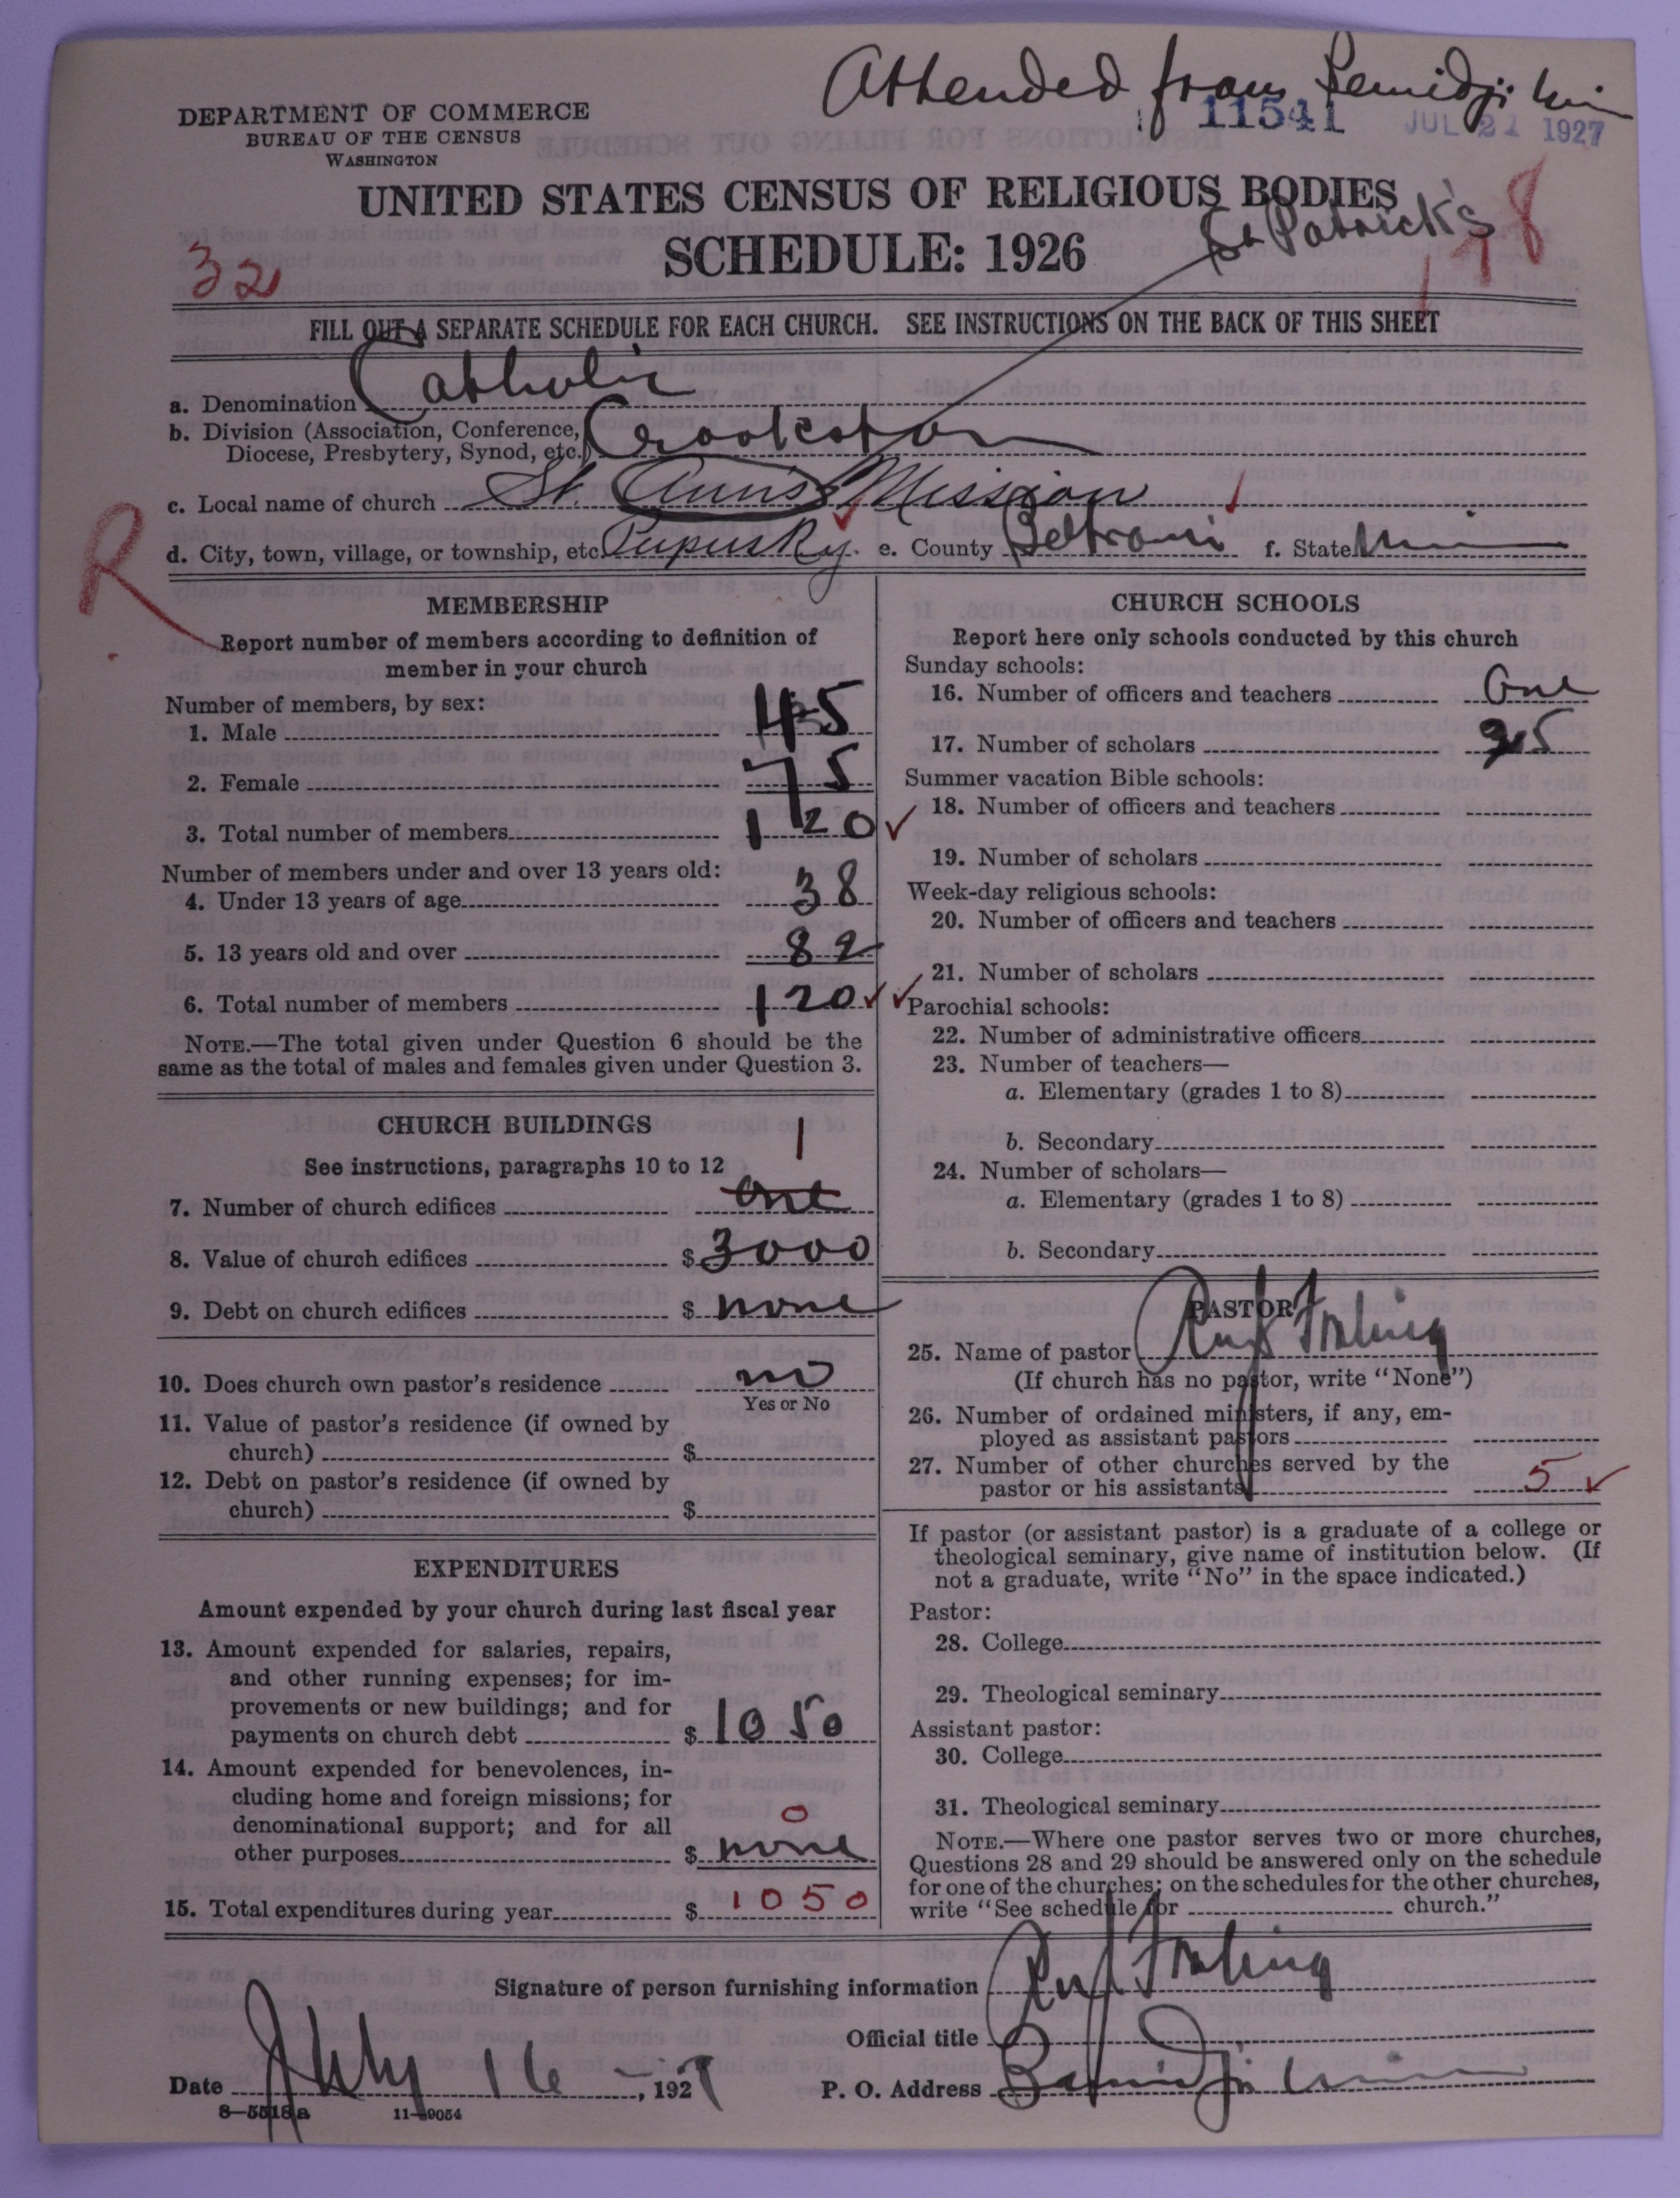 Attended from Bemidji Min
DEPARTMENT OF COMMERCE
BUREAU OF THE CENSUS
WASHINGTON
11541
JUL 21 1927
UNITED STATES CENSUS OF RELIGIOUS BODIES
SCHEDULE: 1926
St Patrick's
178
32
FILL OUT A SEPARATE SCHEDULE FOR EACH CHURCH. SEE INSTRUCTIONS ON THE BACK OF THIS SHEET
a. Denomination Catholic
b. Division (Association, Conference, Diocese, Presbytery, Synod, etc.) Crookston
c. Local name of church St. Ann's Mission
d. City, town, village, or township, etc. Pupusky. e. County Beltrami f. State Min
R
MEMBERSHIP
Report number of members according to definition of
member in your church
Number of members, by sex:
1. Male 45
2. Female 75
3. Total number of members 120 ✓
Number of members under and over 13 years old:
4. Under 13 years of age 38
5. 13 years old and over 82
6. Total number of members 120 ✓✓
NOTE.—The total given under Question 6 should be the
same as the total of males and females given under Question 3.
CHURCH BUILDINGS
See instructions, paragraphs 10 to 12
1
7. Number of church edifices one
8. Value of church edifices $ 3000
9. Debt on church edifices $ none
10. Does church own pastor's residence no
Yes or No
11. Value of pastor's residence (if owned by
church) $
12. Debt on pastor's residence (if owned by
church) $
EXPENDITURES
Amount expended by your church during last fiscal year
13. Amount expended for salaries, repairs,
and other running expenses; for im-
provements or new buildings; and for
payments on church debt $ 1050
14. Amount expended for benevolences, in-
cluding home and foreign missions; for
denominational support; and for all
0
other purposes $ none
15. Total expenditures during year $ 1050
CHURCH SCHOOLS
Report here only schools conducted by this church
Sunday schools:
16. Number of officers and teachers One
17. Number of scholars 25
Summer vacation Bible schools:
18. Number of officers and teachers
19. Number of scholars
Week-day religious schools:
20. Number of officers and teachers
21. Number of scholars
Parochial schools:
22. Number of administrative officers
23. Number of teachers—
a. Elementary (grades 1 to 8)
b. Secondary
24. Number of scholars—
a. Elementary (grades 1 to 8)
b. Secondary
PASTOR
25. Name of pastor
(If church has no pastor, write "None")
26. Number of ordained ministers, if any, em-
ployed as assistant pastors
27. Number of other churches served by the
pastor or his assistants 5 ✓
If pastor (or assistant pastor) is a graduate of a college or
theological seminary, give name of institution below. (If
not a graduate, write "No" in the space indicated.)
Pastor:
28. College
29. Theological seminary
Assistant pastor:
30. College
31. Theological seminary
NOTE.—Where one pastor serves two or more churches,
Questions 28 and 29 should be answered only on the schedule
for one of the churches; on the schedules for the other churches,
write "See schedule for church."
Signature of person furnishing information
Official title
Date July 16, 1927 P. O. Address Bemidji Minn
8—5518a 11—9054